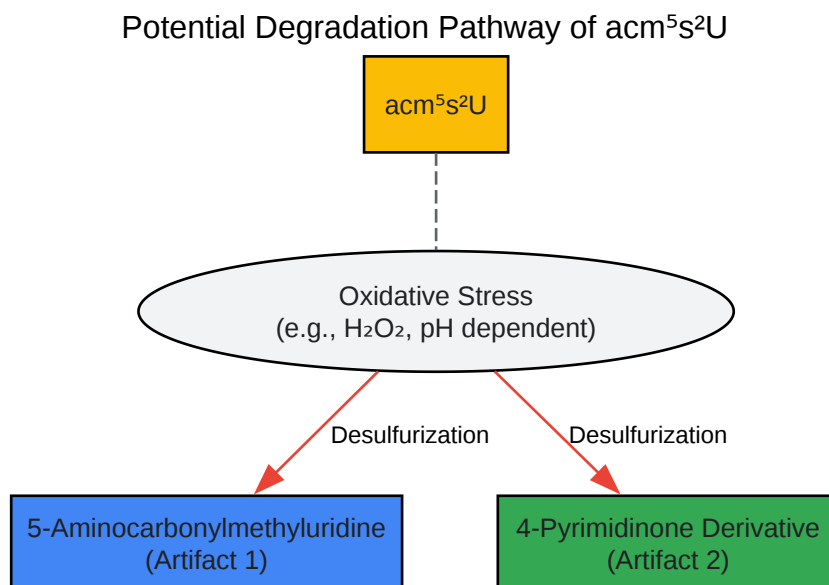 Potential Degradation Pathway of acm⁵s²U
acm⁵s²U
Oxidative Stress
(e.g., H₂O₂, pH dependent)
Desulfurization
Desulfurization
5-Aminocarbonylmethyluridine
(Artifact 1)
4-Pyrimidinone Derivative
(Artifact 2)